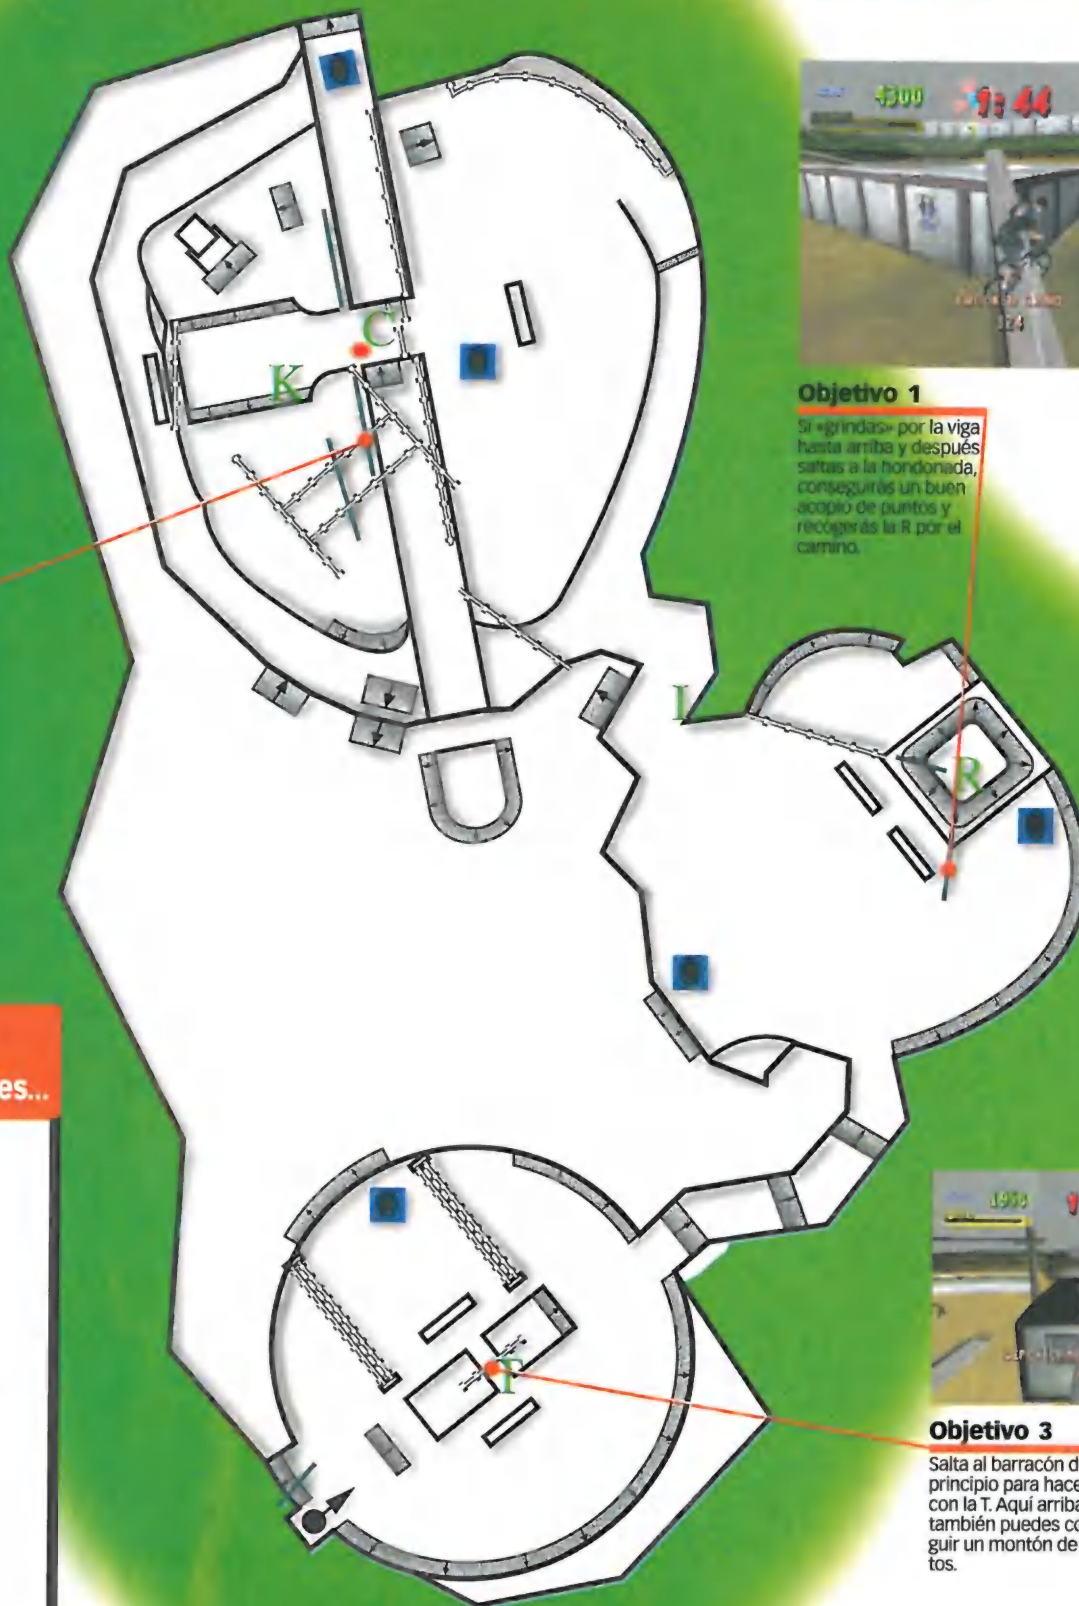 4300 1:44
124
C
K
Objetivo 1
Si «grindas» por la viga
hasta arriba y después
saltas a la hondonada,
conseguirás un buen
acopio de puntos y
recogerás la R por el
camino.
I
R
es...
T
Objetivo 3
Salta al barracón d
principio para hace
con la T. Aquí arriba
también puedes co
guir un montón de
tos.